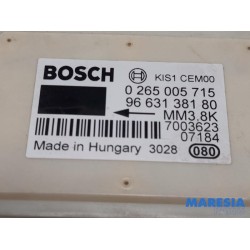 BOSCH KIS1 CEM00
0 265 005 715
96 631 381 80
MM3.8K
7003623
07184
Made in Hungary 3028 080
MARESIA